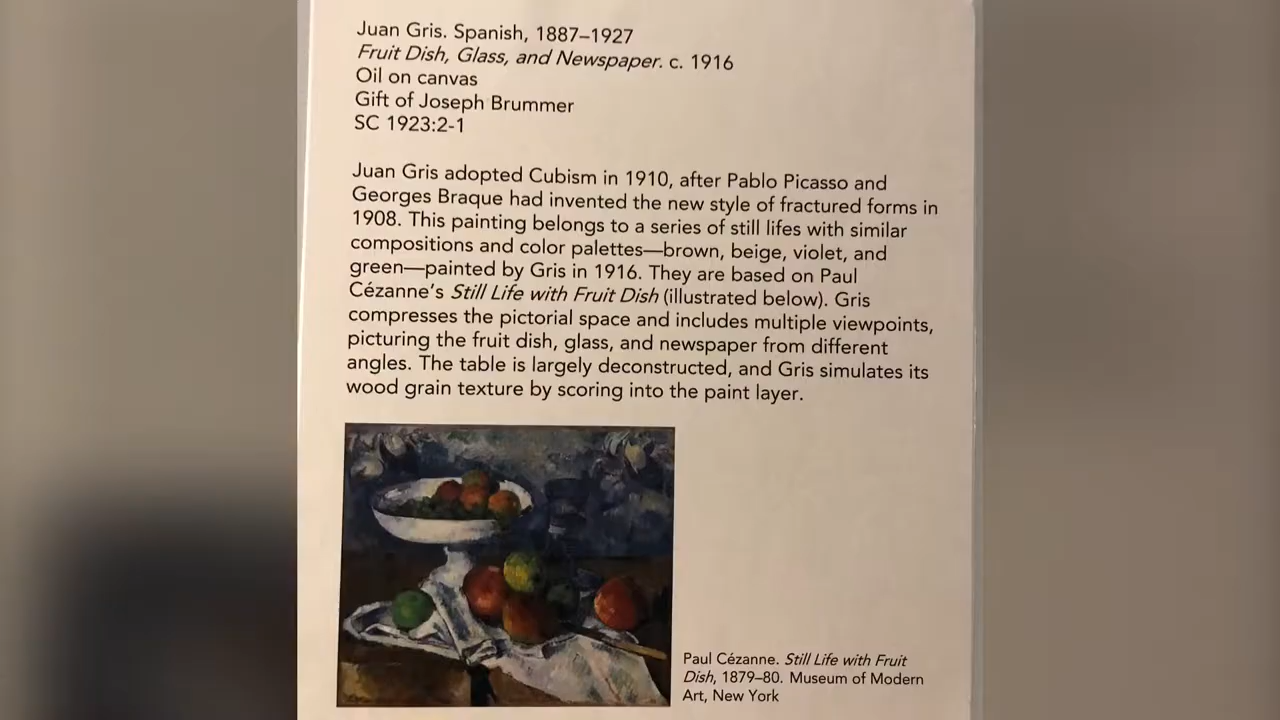 Juan Gris. Spanish, 1887–1927
Fruit Dish, Glass, and Newspaper. c. 1916
Oil on canvas
Gift of Joseph Brummer
SC 1923:2-1
Juan Gris adopted Cubism in 1910, after Pablo Picasso and
Georges Braque had invented the new style of fractured forms in
1908. This painting belongs to a series of still lifes with similar
compositions and color palettes—brown, beige, violet, and
green—painted by Gris in 1916. They are based on Paul
Cézanne's Still Life with Fruit Dish (illustrated below). Gris
compresses the pictorial space and includes multiple viewpoints,
picturing the fruit dish, glass, and newspaper from different
angles. The table is largely deconstructed, and Gris simulates its
wood grain texture by scoring into the paint layer.
Paul Cézanne. Still Life with Fruit
Dish, 1879–80. Museum of Modern
Art, New York